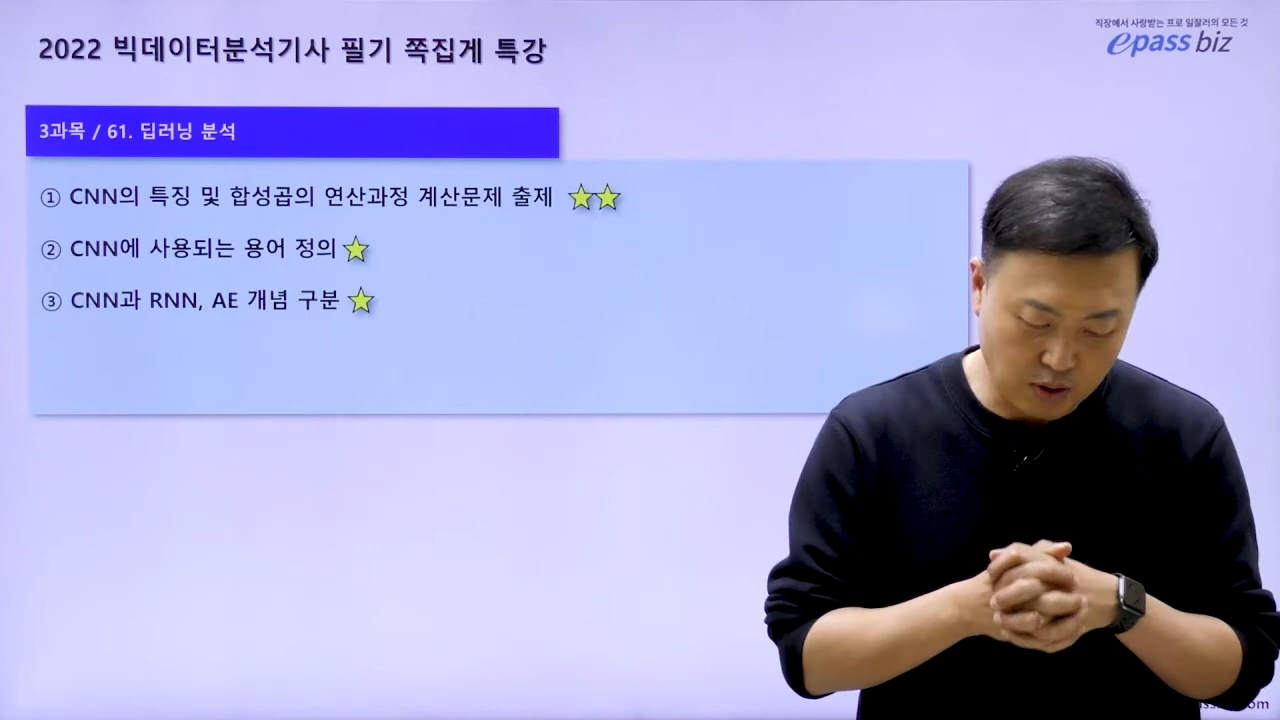 2022 빅데이터분석기사 필기 쪽집게 특강
직장에서 사랑받는 프로 일잘러의 모든 것
epass biz
3과목 / 61. 딥러닝 분석
① CNN의 특징 및 합성곱의 연산과정 계산문제 출제
② CNN에 사용되는 용어 정의
③ CNN과 RNN, AE 개념 구분